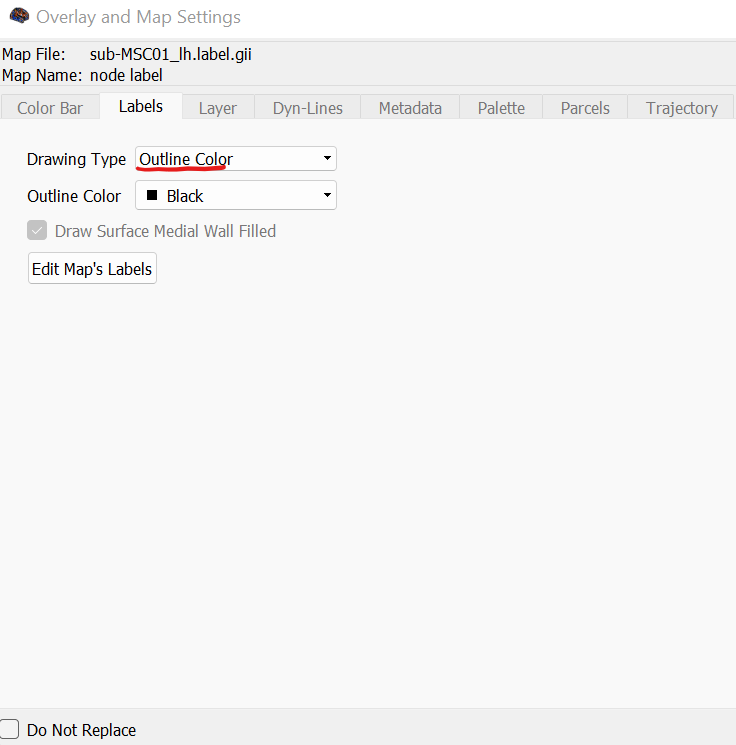 Overlay and Map Settings
Map File: sub-MSC01_lh.label.gii
Map Name: node label
Color Bar Labels Layer Dyn-Lines Metadata Palette Parcels Trajectory
Drawing Type Outline Color
Outline Color Black
Draw Surface Medial Wall Filled
Edit Map's Labels
Do Not Replace